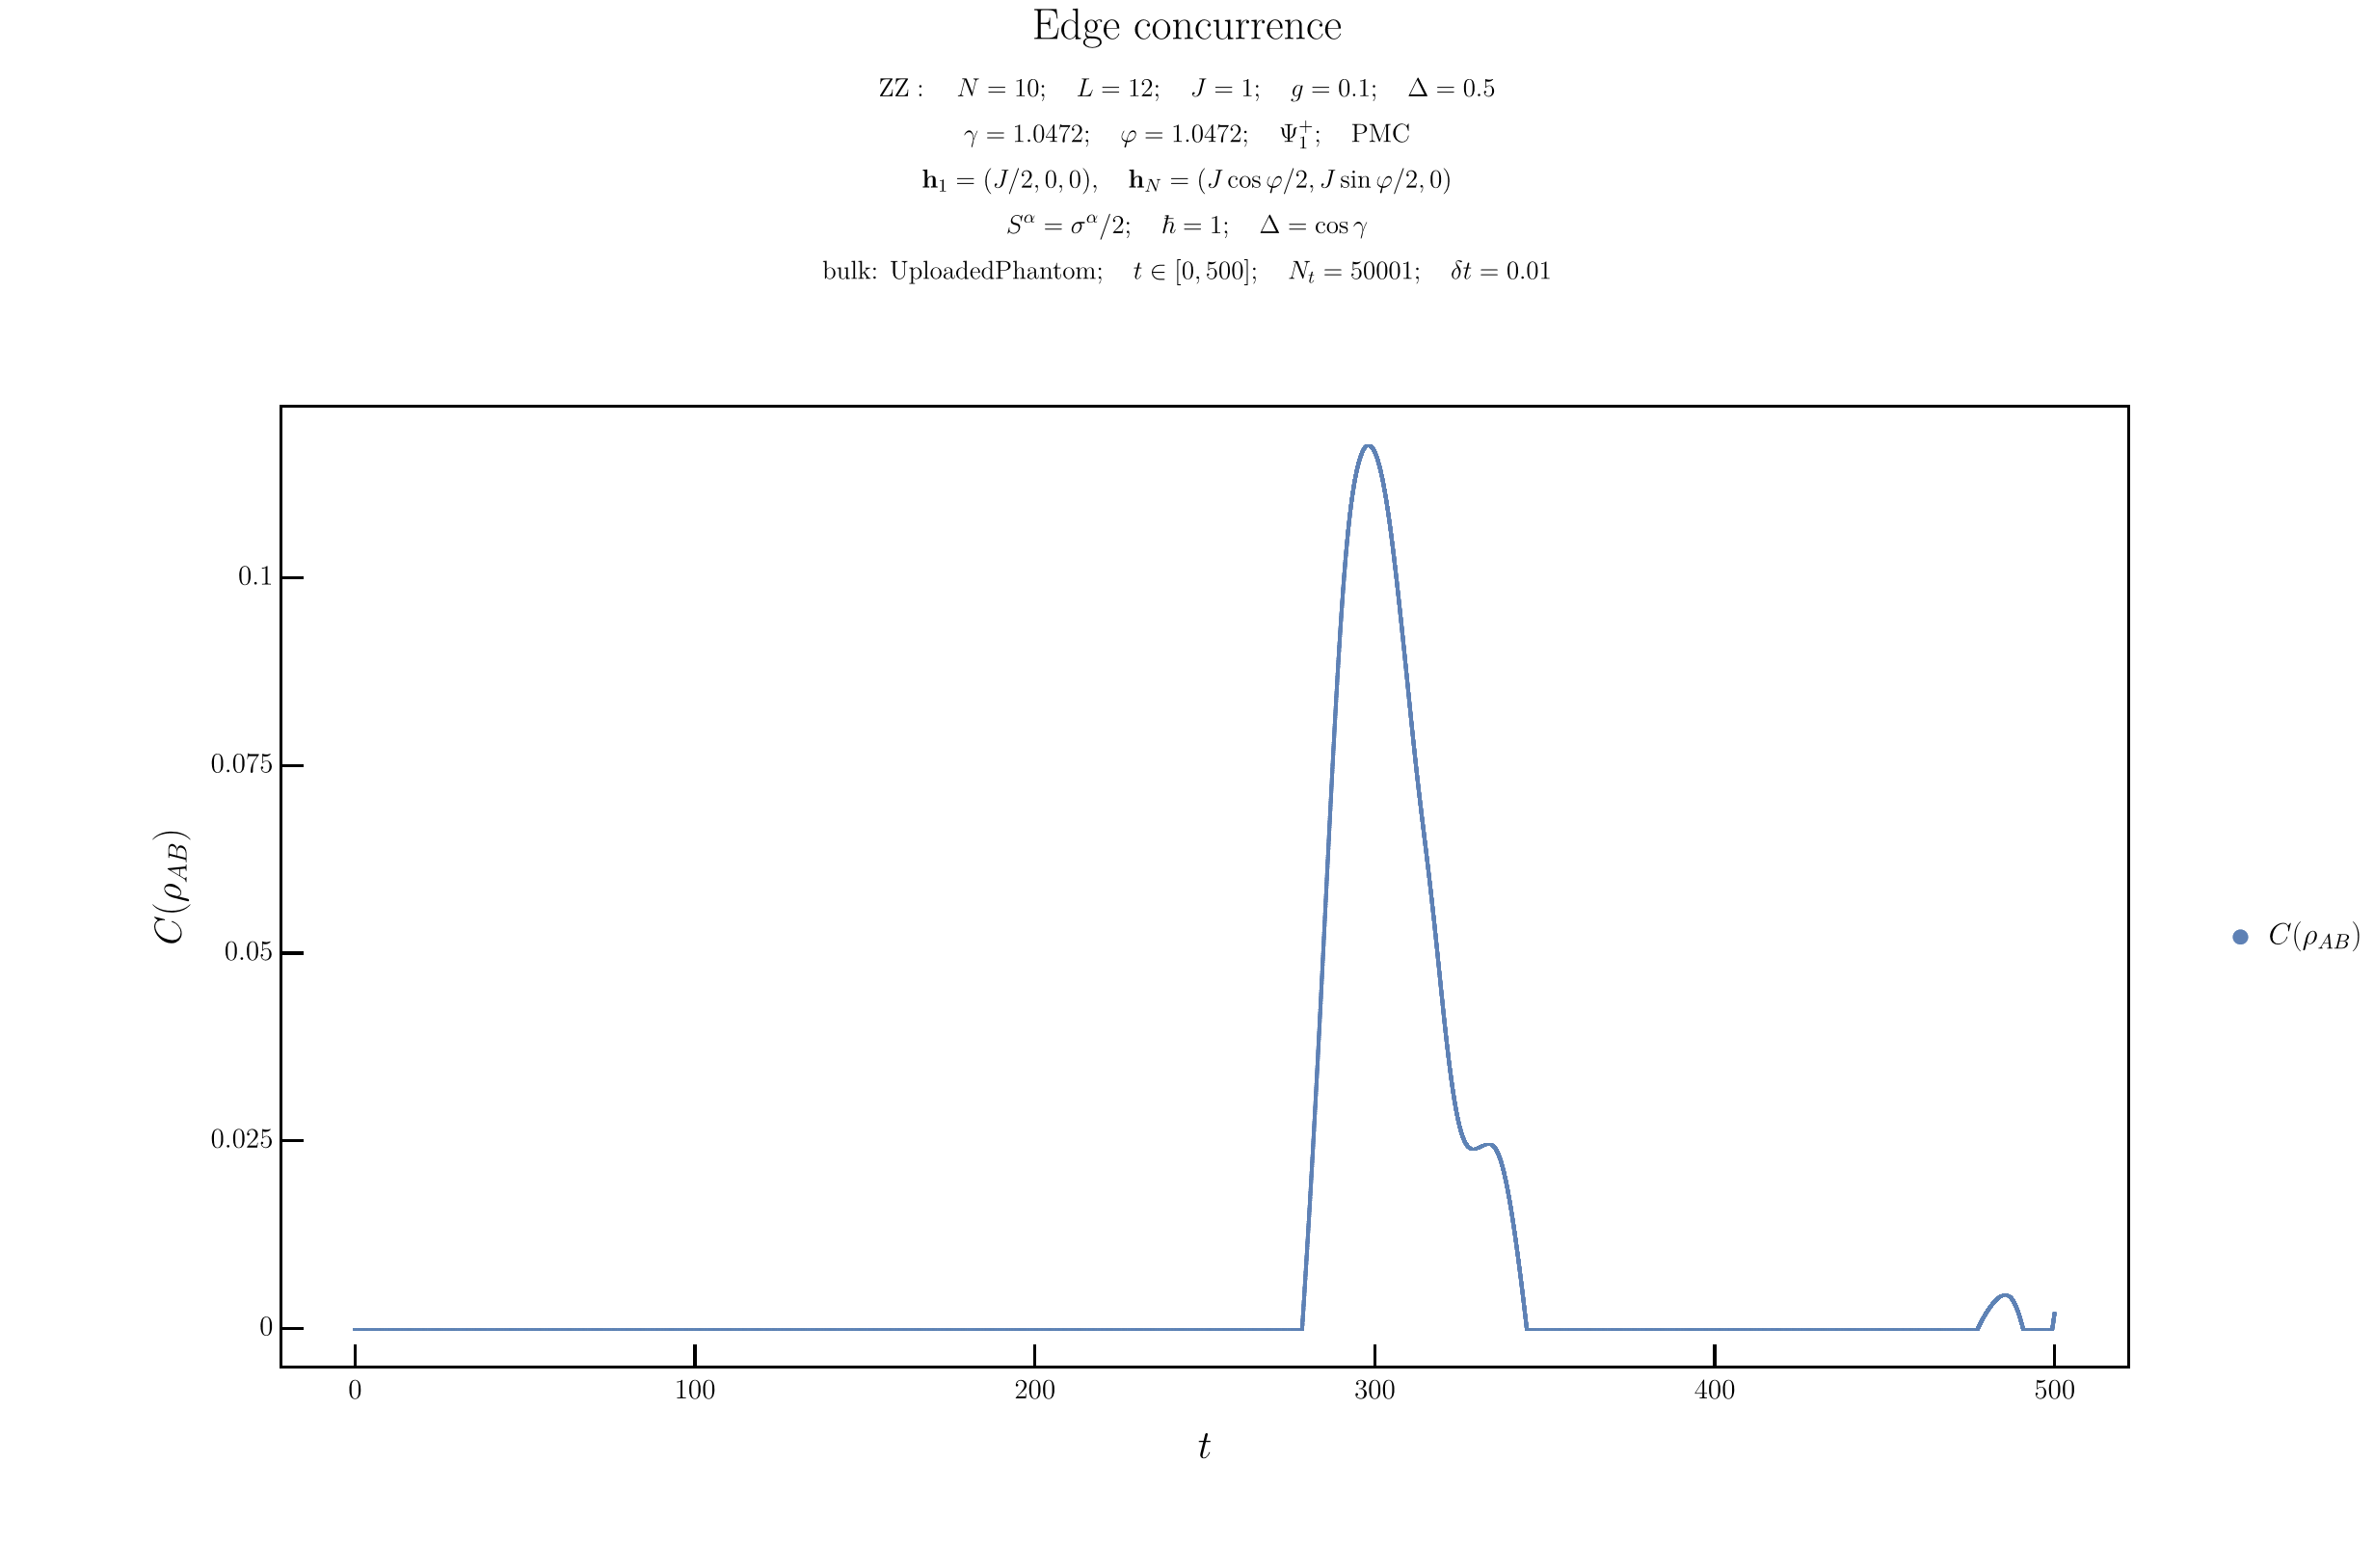 Edge concurrence
ZZ : N = 10; L = 12; J = 1; g = 0.1; Δ = 0.5
γ = 1.0472; φ = 1.0472; Ψ₁⁺; PMC
𝐡₁ = (J/2, 0, 0), 𝐡_N = (J cos φ/2, J sin φ/2, 0)
S^α = σ^α/2; ℏ = 1; Δ = cos γ
bulk: UploadedPhantom; t ∈ [0, 500]; N_t = 50001; δt = 0.01
0.1
0.075
0.05
0.025
0
C(ρ_AB)
C(ρ_AB)
0 100 200 300 400 500
t